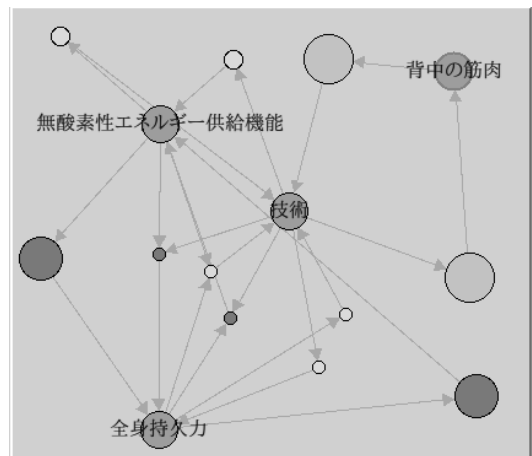 背中の筋肉
無酸素性エネルギー供給機能
技術
全身持久力